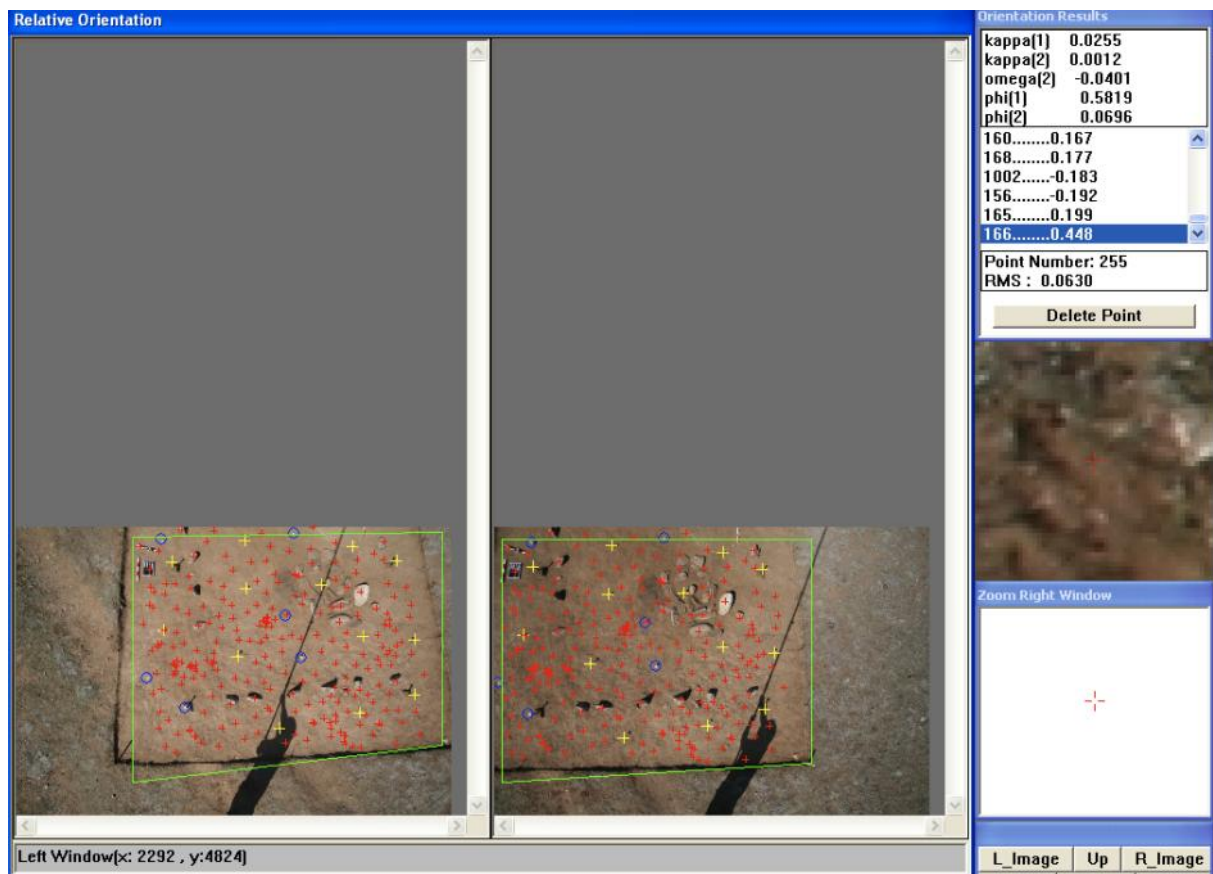 Relative Orientation
Orientation Results
kappa(1) 0.0255
kappa(2) 0.0012
omega(2) -0.0401
phi(1) 0.5819
phi(2) 0.0696
160........0.167
168........0.177
1002......-0.183
156........-0.192
165........0.199
166........0.448
Point Number: 255
RMS : 0.0630
Delete Point
Zoom Right Window
Left Window(x: 2292 , y:4824)
L_Image Up R_Image